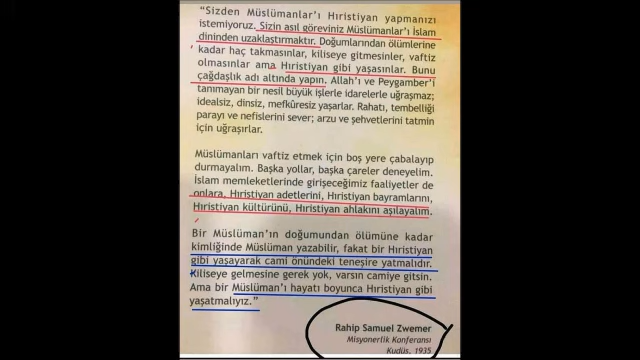 “Sizden Müslümanlar’ı Hıristiyan yapmanızı
istemiyoruz. Sizin asıl göreviniz Müslümanlar’ı İslam
dininden uzaklaştırmaktır. Doğumlarından ölümlerine
kadar haç takmasınlar, kiliseye gitmesinler, vaftiz
olmasınlar ama Hıristiyan gibi yaşasınlar. Bunu
çağdaşlık adı altında yapın. Allah’ı ve Peygamber’i
tanımayan bir nesil büyük işlerle idarelerle uğraşmaz;
idealsiz, dinsiz, mefkûresiz yaşarlar. Rahatı, tembelliği
parayı ve nefislerini sever; arzu ve şehvetlerini tatmin
için uğraşırlar.
Müslümanları vaftiz etmek için boş yere çabalayıp
durmayalım. Başka yollar, başka çareler deneyelim.
İslam memleketlerinde girişeceğimiz faaliyetler de
onlara, Hıristiyan adetlerini, Hıristiyan bayramlarını,
Hıristiyan kültürünü, Hıristiyan ahlakını aşılayalım.
Bir Müslüman’ın doğumundan ölümüne kadar
kimliğinde Müslüman yazabilir, fakat bir Hıristiyan
gibi yaşayarak cami önündeki teneşire yatmalıdır.
Kiliseye gelmesine gerek yok, varsın camiye gitsin.
Ama bir Müslüman’ı hayatı boyunca Hıristiyan gibi
yaşatmalıyız.”
Rahip Samuel Zwemer
Misyonerlik Konferansı
Kudüs, 1935